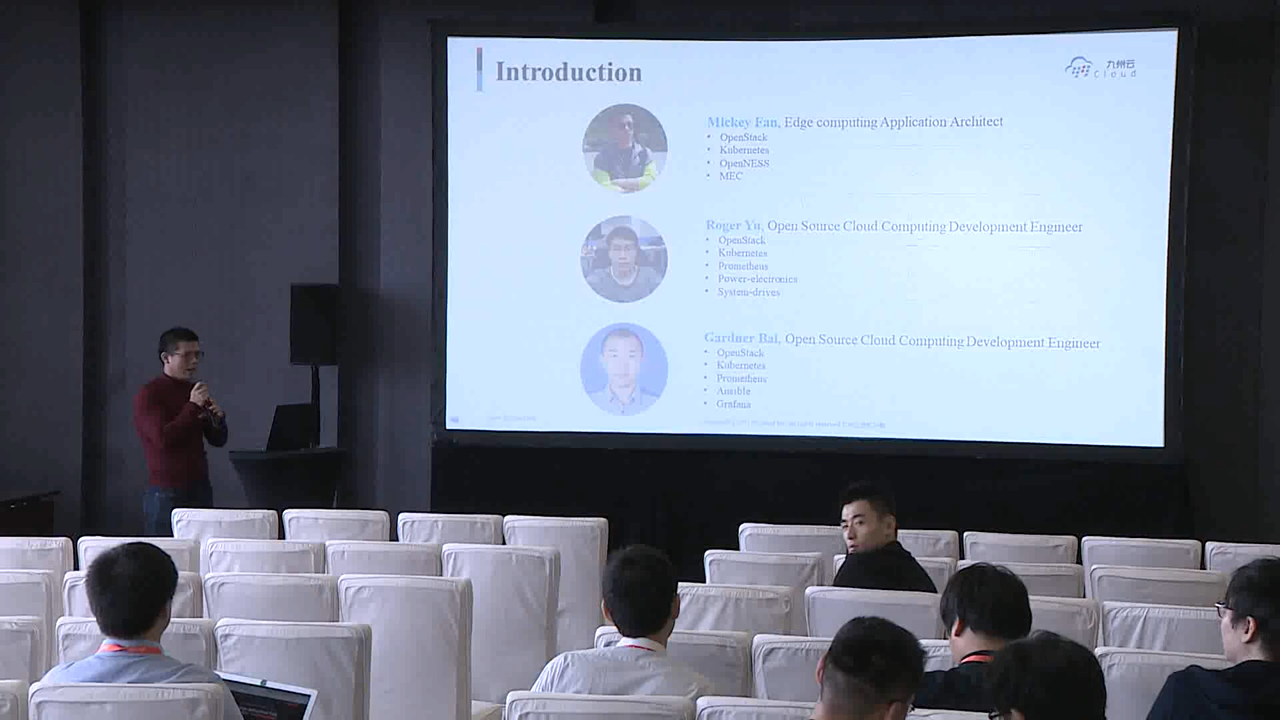 Introduction
九州云
Cloud
Mickey Fan, Edge computing Application Architect
• OpenStack
• Kubernetes
• OpenNESS
• MEC
Roger Yu, Open Source Cloud Computing Development Engineer
• OpenStack
• Kubernetes
• Prometheus
• Power-electronics
• System-drives
Gardner Bai, Open Source Cloud Computing Development Engineer
• OpenStack
• Kubernetes
• Prometheus
• Ansible
• Grafana